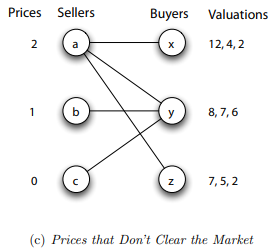 Prices Sellers Buyers Valuations
2 a x 12, 4, 2
1 b y 8, 7, 6
0 c z 7, 5, 2
(c) Prices that Don't Clear the Market